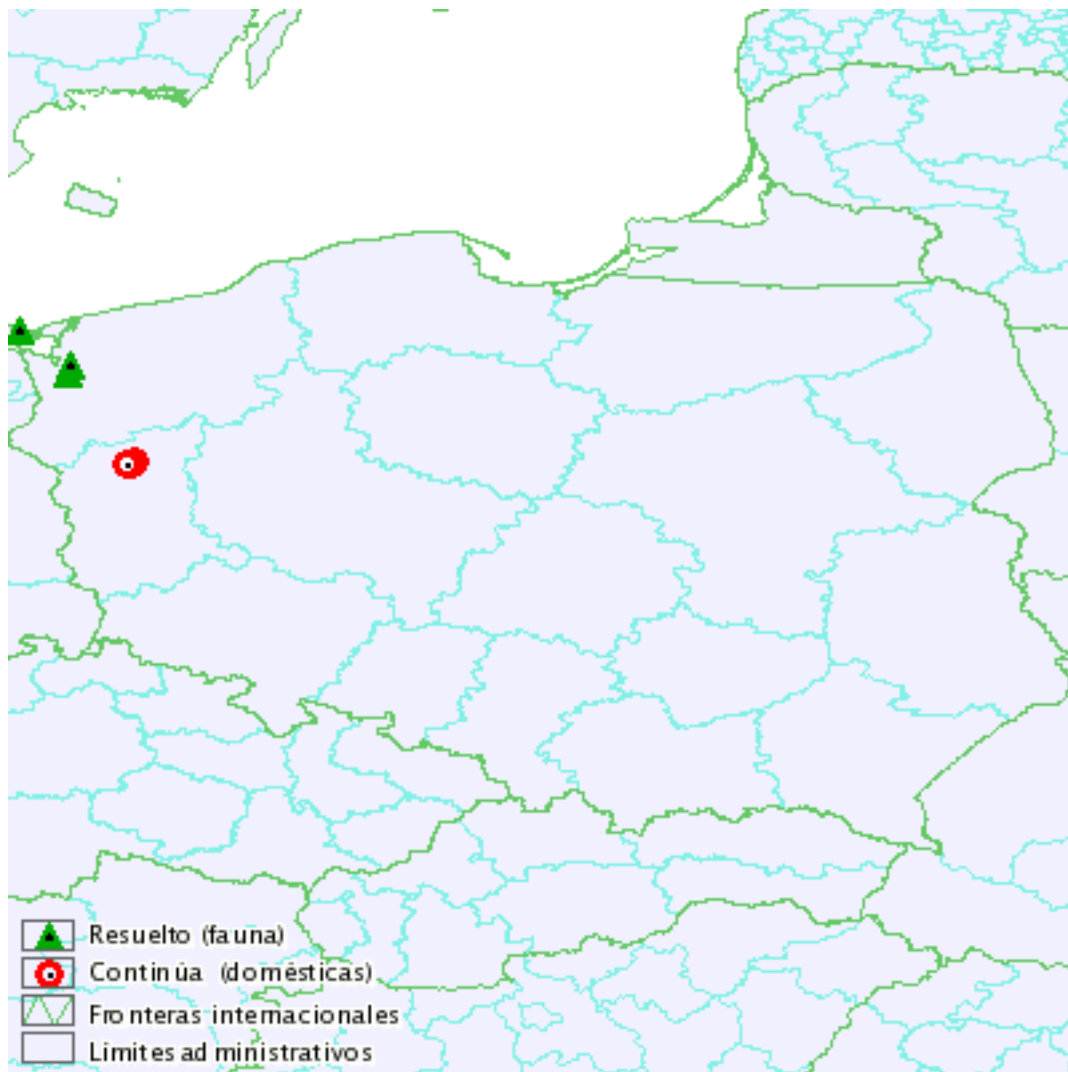 Resuelto (fauna)
Continúa (domésticas)
Fronteras internacionales
Límites administrativos